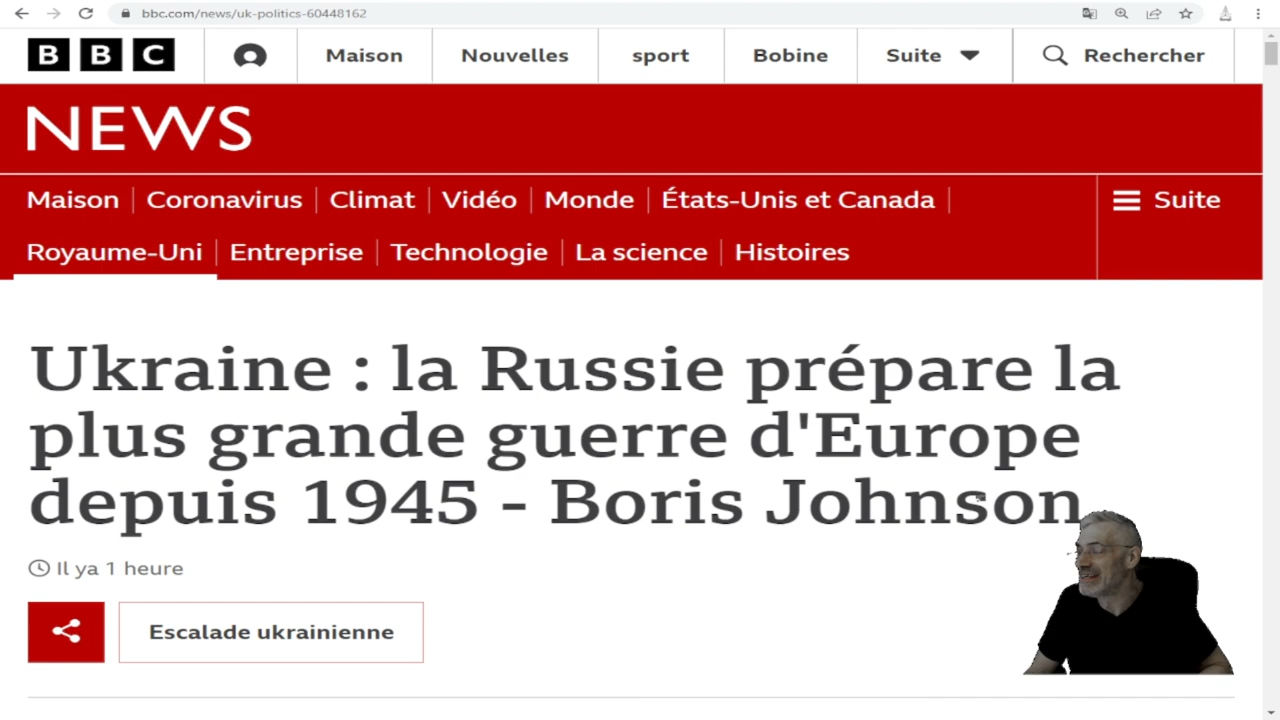 bbc.com/news/uk-politics-60448162
BBC Maison Nouvelles sport Bobine Suite Rechercher
NEWS
Maison Coronavirus Climat Vidéo Monde États-Unis et Canada Suite
Royaume-Uni Entreprise Technologie La science Histoires
Ukraine : la Russie prépare la
plus grande guerre d'Europe
depuis 1945 - Boris Johnson
Il ya 1 heure
Escalade ukrainienne